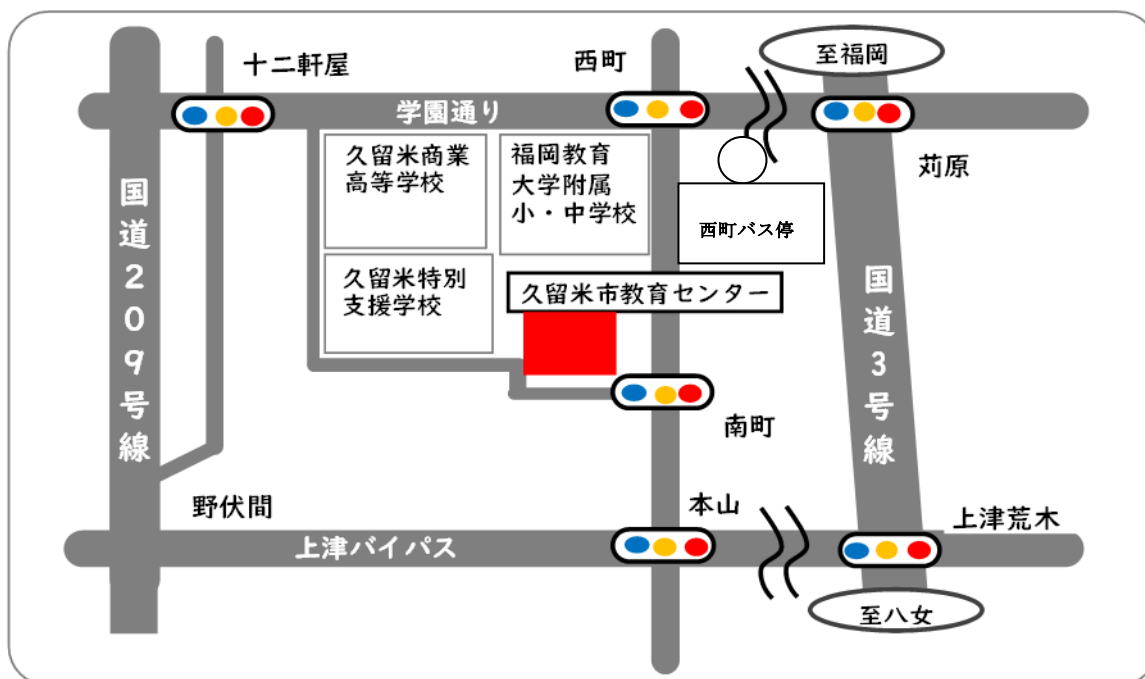 至福岡
十二軒屋
西町
学園通り
苅原
久留米商業
高等学校
福岡教育
大学附属
小・中学校
西町バス停
国道209号線
久留米特別
支援学校
久留米市教育センター
国道3号線
南町
野伏間
本山
上津荒木
上津バイパス
至八女